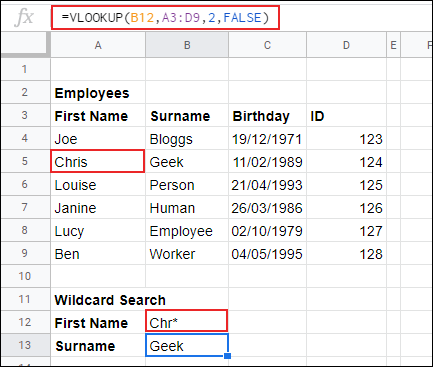 fx =VLOOKUP(B12,A3:D9,2,FALSE)
A B C D E F
1
2 Employees
3 First Name Surname Birthday ID
4 Joe Bloggs 19/12/1971 123
5 Chris Geek 11/02/1989 124
6 Louise Person 21/04/1993 125
7 Janine Human 26/03/1986 126
8 Lucy Employee 02/10/1979 127
9 Ben Worker 04/05/1995 128
10
11 Wildcard Search
12 First Name Chr*
13 Surname Geek